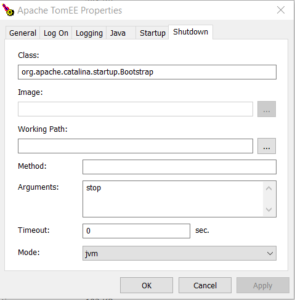 Apache TomEE Properties
General Log On Logging Java Startup Shutdown
Class:
org.apache.catalina.startup.Bootstrap
Image:
...
Working Path:
...
Method:
Arguments: stop
Timeout: 0 sec.
Mode: jvm
OK Cancel Apply